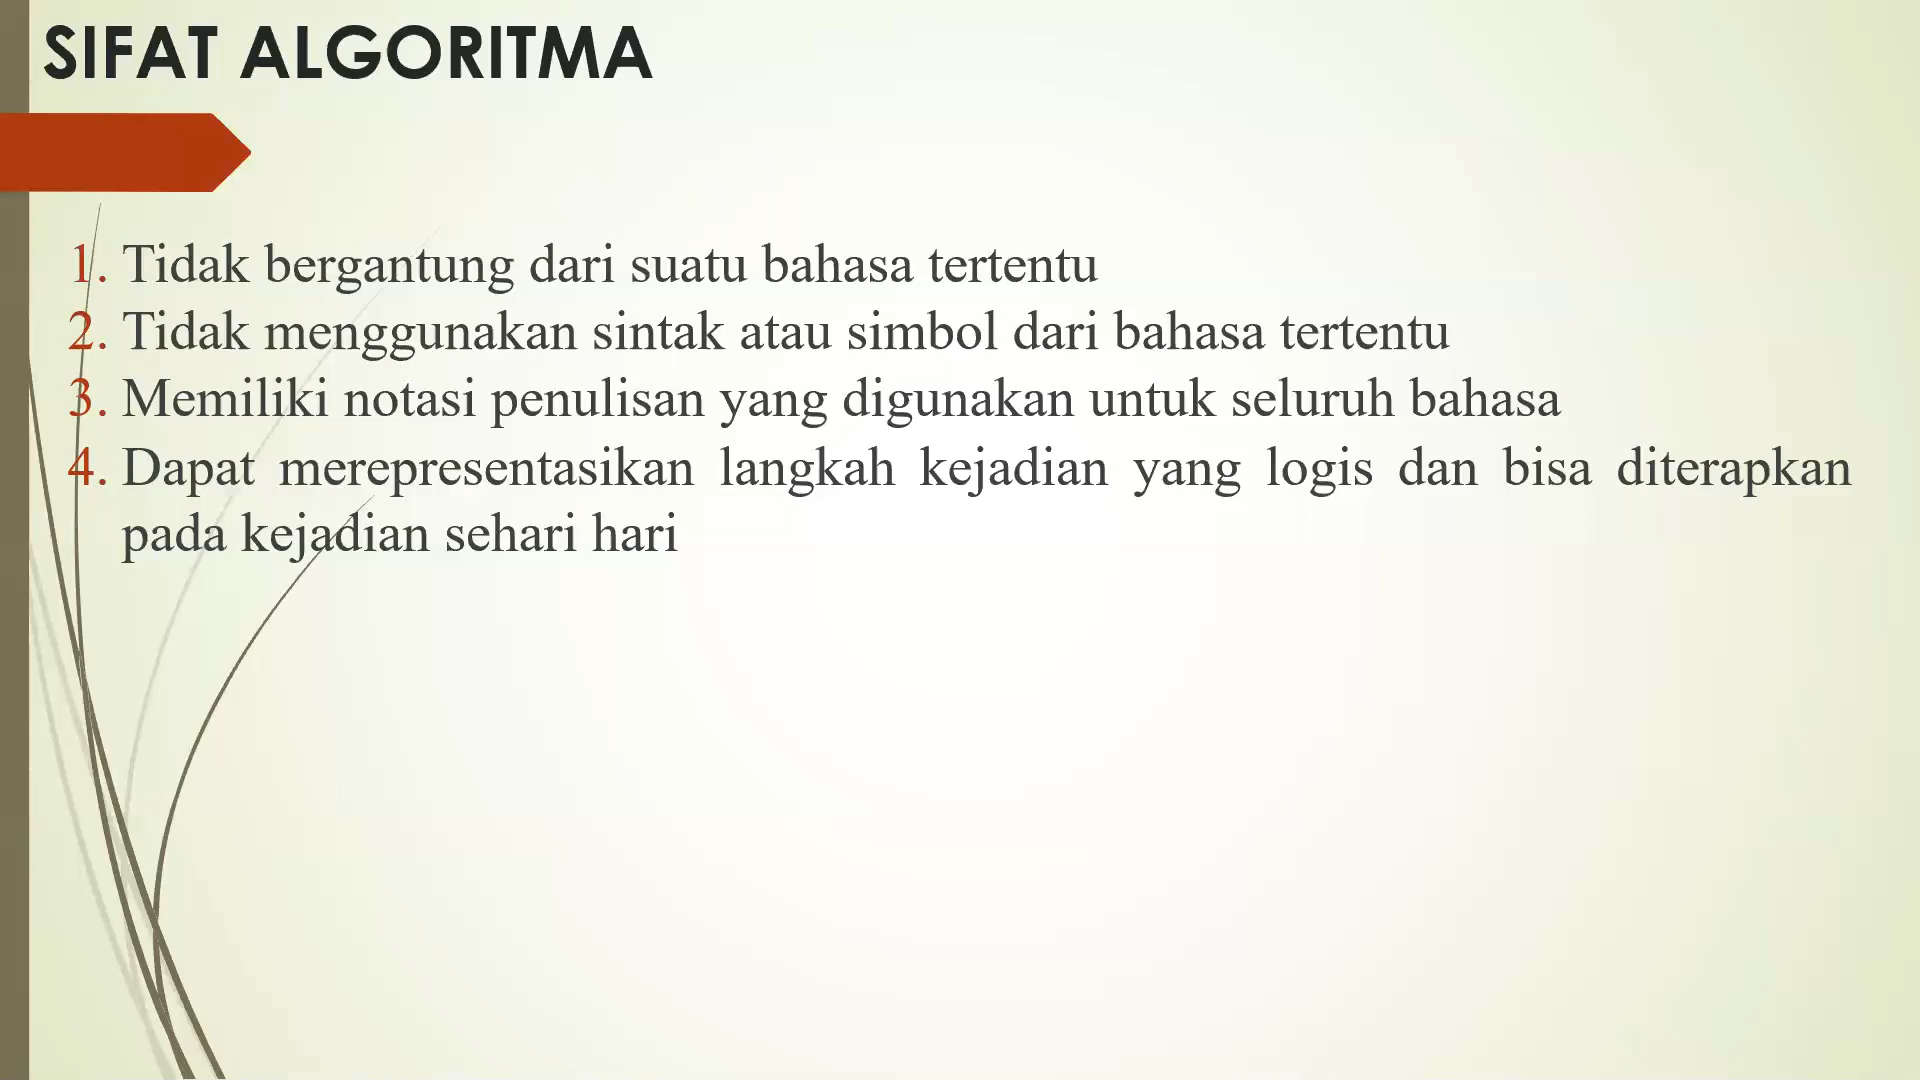 SIFAT ALGORITMA
1. Tidak bergantung dari suatu bahasa tertentu
2. Tidak menggunakan sintak atau simbol dari bahasa tertentu
3. Memiliki notasi penulisan yang digunakan untuk seluruh bahasa
4. Dapat merepresentasikan langkah kejadian yang logis dan bisa diterapkan
pada kejadian sehari hari